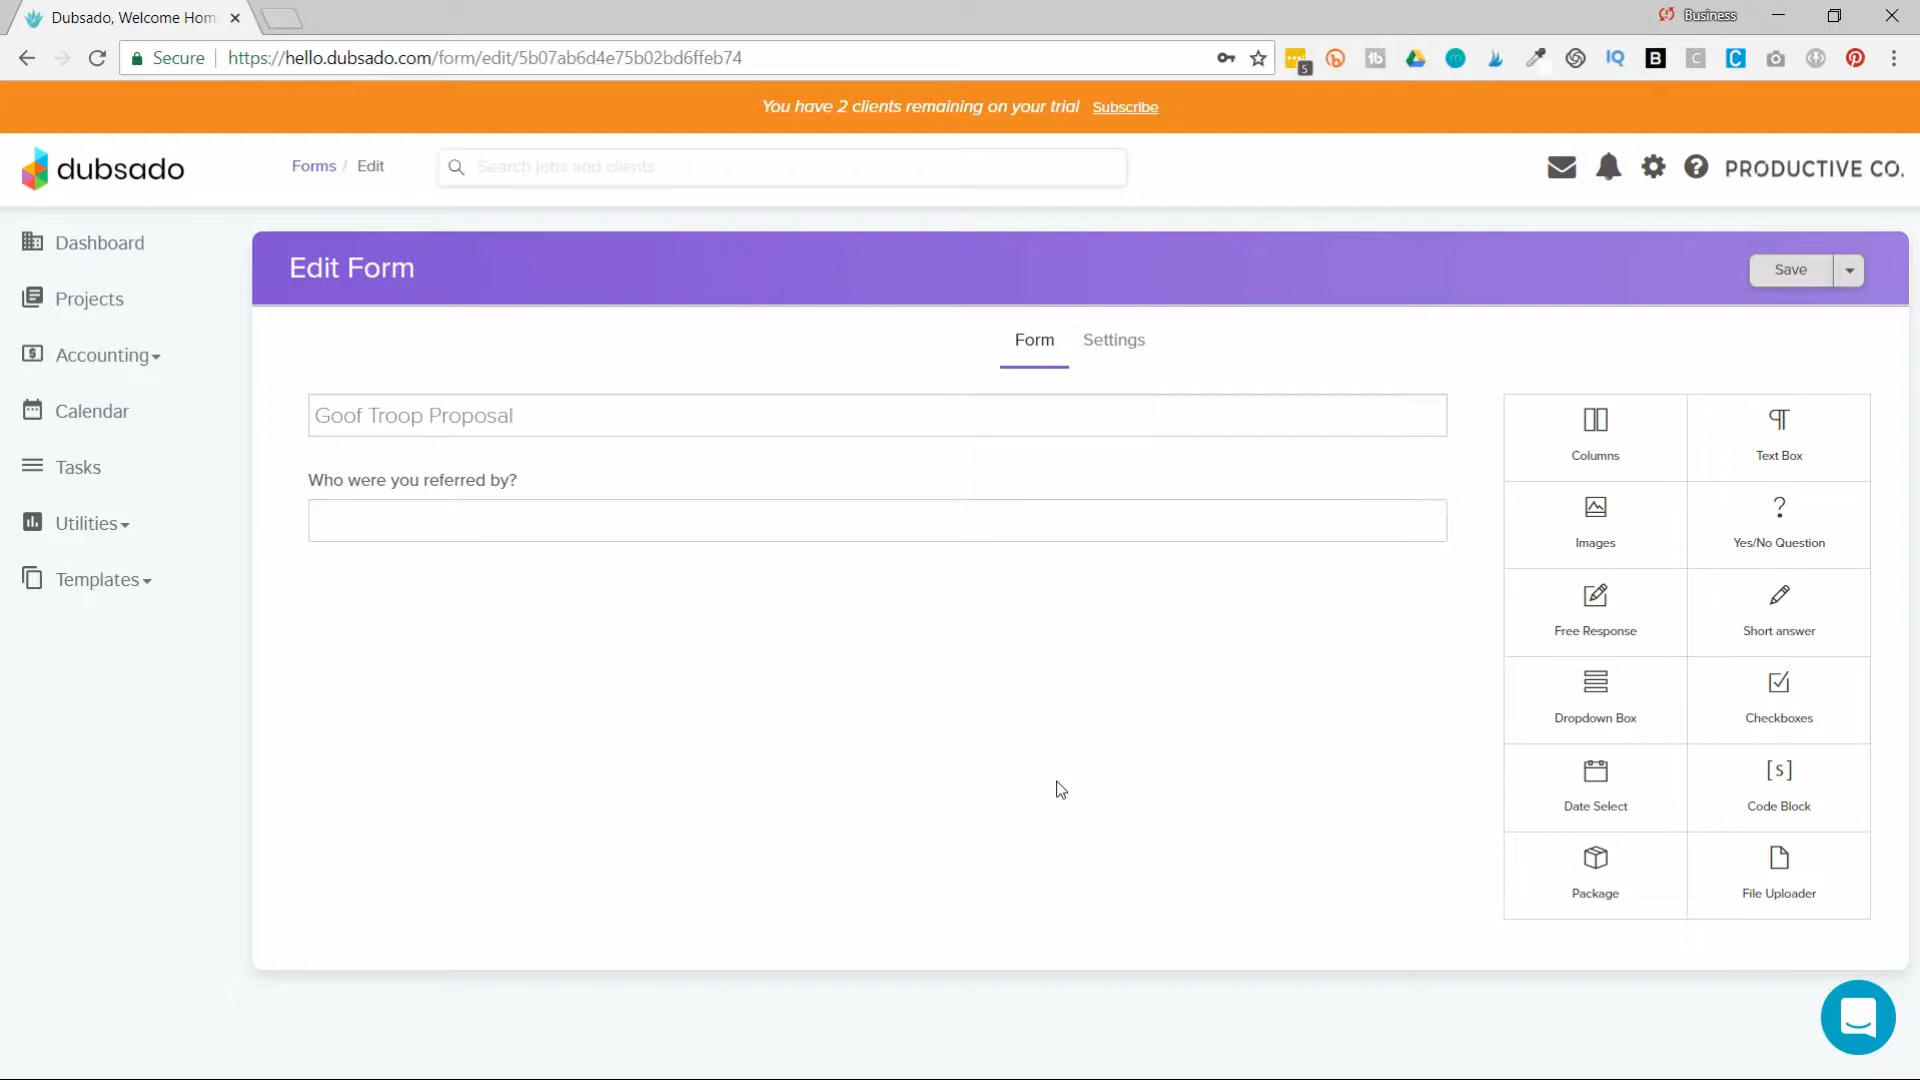 Dubsado, Welcome Hom
Business
Secure
https://hello.dubsado.com/form/edit/5b07ab6d4e75b02bd6ffeb74
5
You have 2 clients remaining on your trial Subscribe
dubsado
Forms / Edit
Search jobs and clients
PRODUCTIVE CO.
Dashboard
Projects
Accounting
Calendar
Tasks
Utilities
Templates
Edit Form
Save
Form
Settings
Goof Troop Proposal
Who were you referred by?
Columns
Text Box
Images
Yes/No Question
Free Response
Short answer
Dropdown Box
Checkboxes
Date Select
Code Block
Package
File Uploader